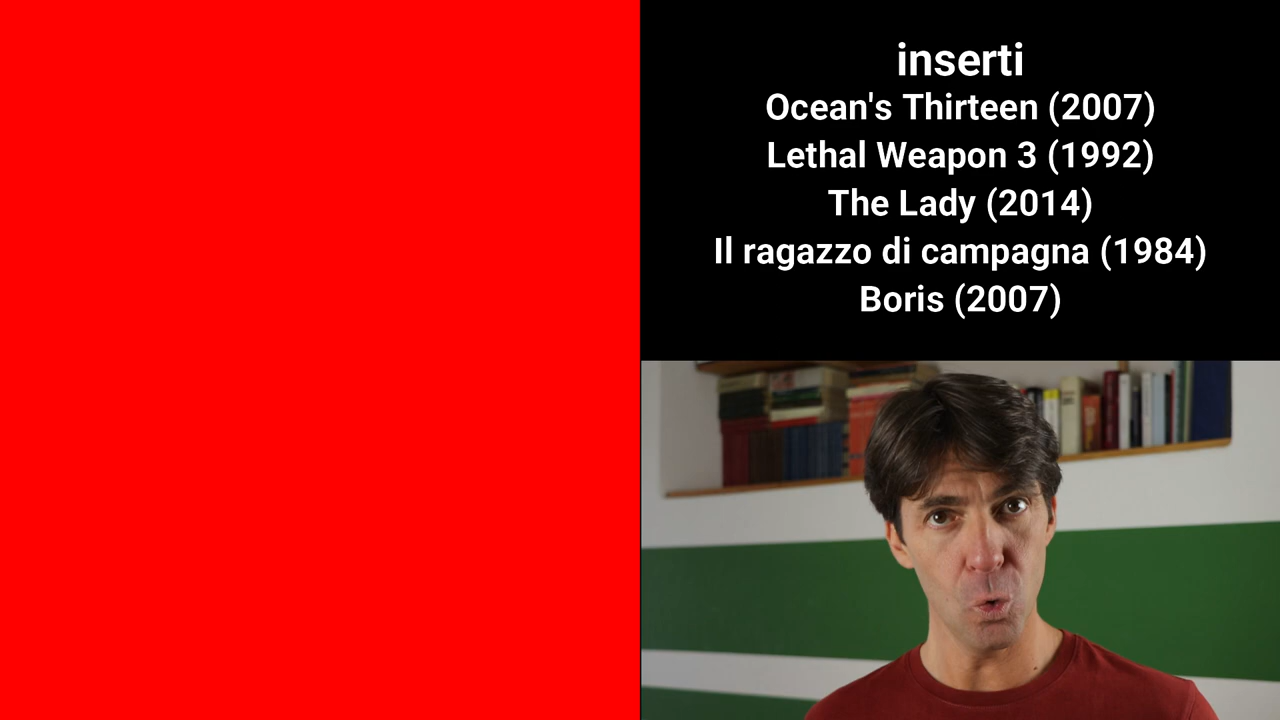 inserti
Ocean's Thirteen (2007)
Lethal Weapon 3 (1992)
The Lady (2014)
Il ragazzo di campagna (1984)
Boris (2007)